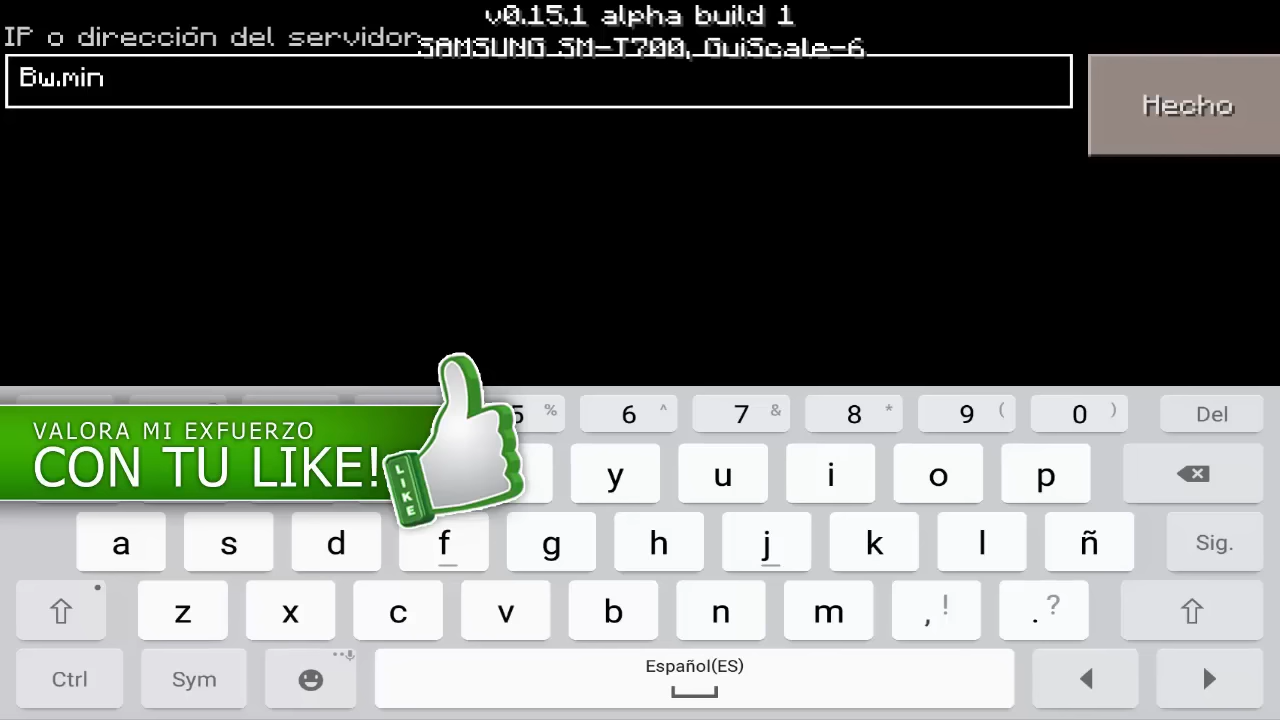 v0.15.1 alpha build 1
IP o dirección del servidor
SAMSUNG SM-T700, GuiScale-6
Bw.min
Hecho
5 % 6 ^ 7 & 8 * 9 ( 0 ) Del
VALORA MI EXFUERZO
CON TU LIKE!
LIKE
y u i o p
a s d f g h j k l ñ Sig.
z x c v b n m , ! . ?
Ctrl Sym Español(ES)